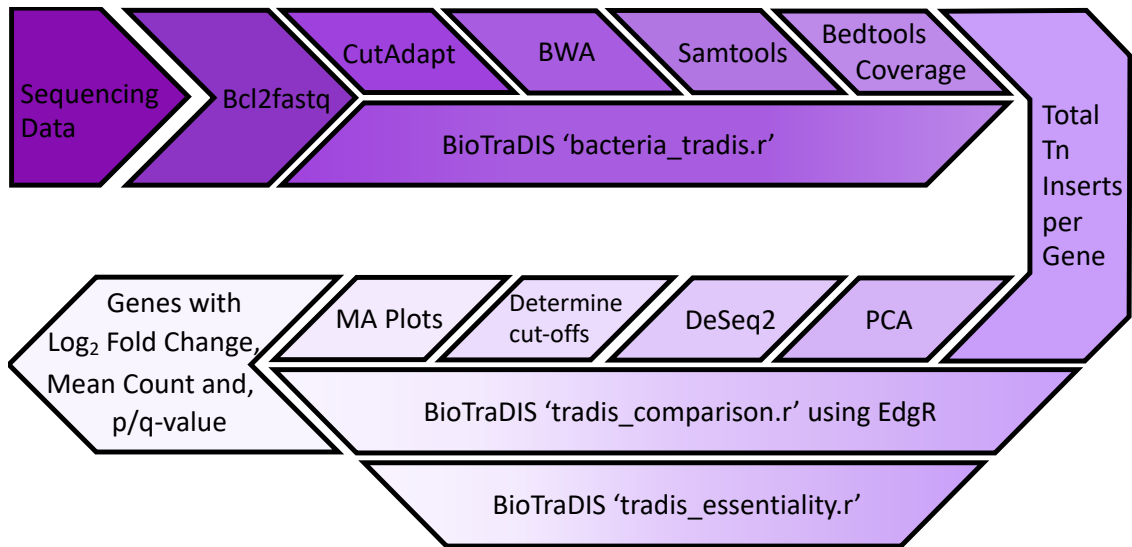 Sequencing
Data
Bcl2fastq
CutAdapt
BWA
Samtools
Bedtools
Coverage
BioTraDIS ‘bacteria_tradis.r’
Total
Tn
Inserts
per
Gene
PCA
DeSeq2
Determine
cut-offs
MA Plots
BioTraDIS ‘tradis_comparison.r’ using EdgR
BioTraDIS ‘tradis_essentiality.r’
Genes with
Log₂ Fold Change,
Mean Count and,
p/q-value